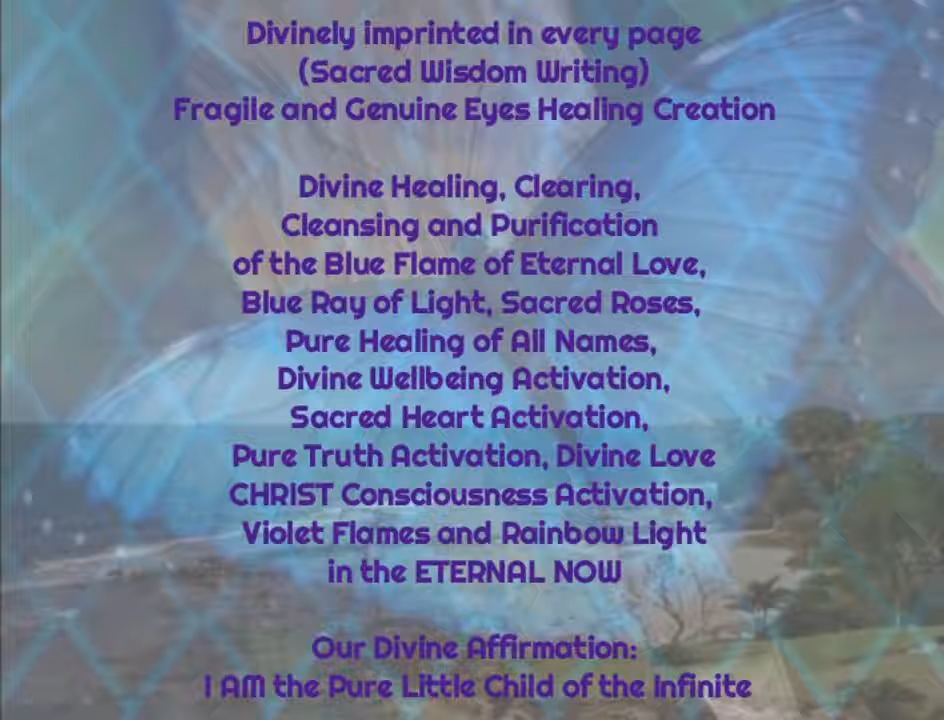 Divinely imprinted in every page
(Sacred Wisdom Writing)
Fragile and Genuine Eyes Healing Creation
Divine Healing, Clearing,
Cleansing and Purification
of the Blue Flame of Eternal Love,
Blue Ray of Light, Sacred Roses,
Pure Healing of All Names,
Divine Wellbeing Activation,
Sacred Heart Activation,
Pure Truth Activation, Divine Love
CHRIST Consciousness Activation,
Violet Flames and Rainbow Light
in the ETERNAL NOW
Our Divine Affirmation:
I AM the Pure Little Child of the Infinite